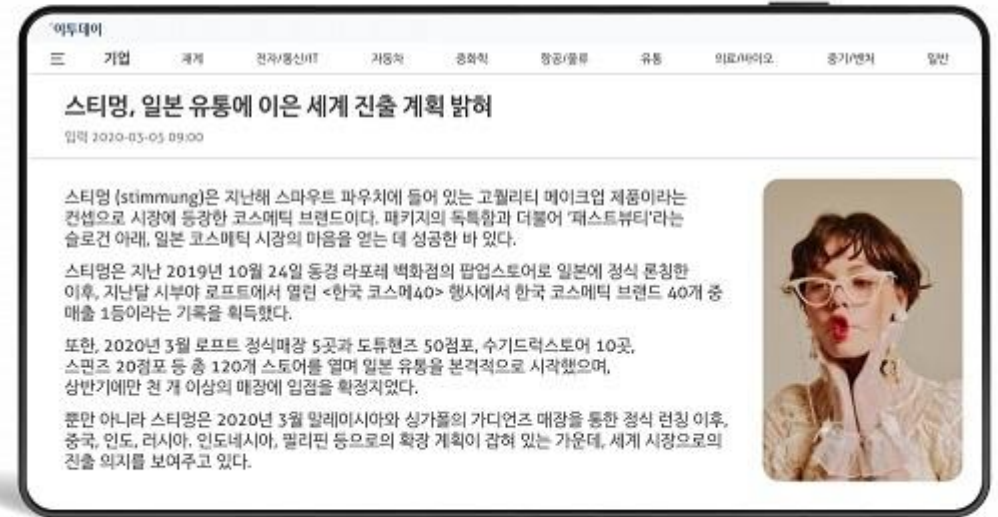 이투데이
기업 재계 전자/통신/IT 자동차 중화학 항공/물류 유통 의료/바이오 중기/벤처 일반
스티멍, 일본 유통에 이은 세계 진출 계획 밝혀
입력 2020-03-05 09:00
스티멍 (stimmung)은 지난해 스파우트 파우치에 들어 있는 고퀄리티 메이크업 제품이라는
컨셉으로 시장에 등장한 코스메틱 브랜드이다. 패키지의 독특함과 더불어 '패스트뷰티'라는
슬로건 아래, 일본 코스메틱 시장의 마음을 얻는 데 성공한 바 있다.
스티멍은 지난 2019년 10월 24일 동경 라포레 백화점의 팝업스토어로 일본에 정식 론칭한
이후, 지난달 시부야 로프트에서 열린 <한국 코스메40> 행사에서 한국 코스메틱 브랜드 40개 중
매출 1등이라는 기록을 획득했다.
또한, 2020년 3월 로프트 정식매장 5곳과 도튜핸즈 50점포, 수기드럭스토어 10곳,
스핀즈 20점포 등 총 120개 스토어를 열며 일본 유통을 본격적으로 시작했으며,
상반기에만 천 개 이상의 매장에 입점을 확정지었다.
뿐만 아니라 스티멍은 2020년 3월 말레이시아와 싱가폴의 가디언즈 매장을 통한 정식 런칭 이후,
중국, 인도, 러시아. 인도네시아, 필리핀 등으로의 확장 계획이 잡혀 있는 가운데, 세계 시장으로의
진출 의지를 보여주고 있다.